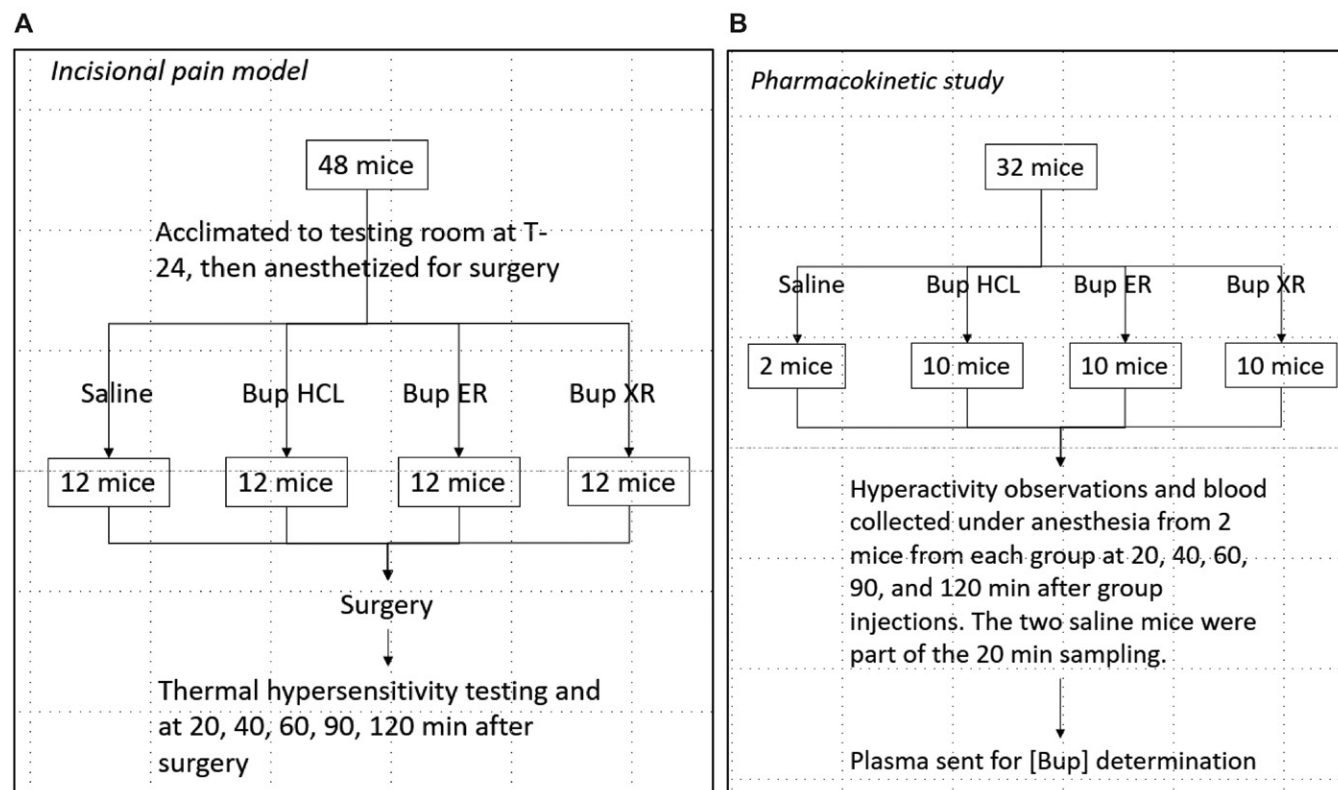 A
Incisional pain model
48 mice
Acclimated to testing room at T-
24, then anesthetized for surgery
Saline
Bup HCL
Bup ER
Bup XR
12 mice
12 mice
12 mice
12 mice
Surgery
Thermal hypersensitivity testing and
at 20, 40, 60, 90, 120 min after
surgery
B
Pharmacokinetic study
32 mice
Saline
Bup HCL
Bup ER
Bup XR
2 mice
10 mice
10 mice
10 mice
Hyperactivity observations and blood
collected under anesthesia from 2
mice from each group at 20, 40, 60,
90, and 120 min after group
injections. The two saline mice were
part of the 20 min sampling.
Plasma sent for [Bup] determination